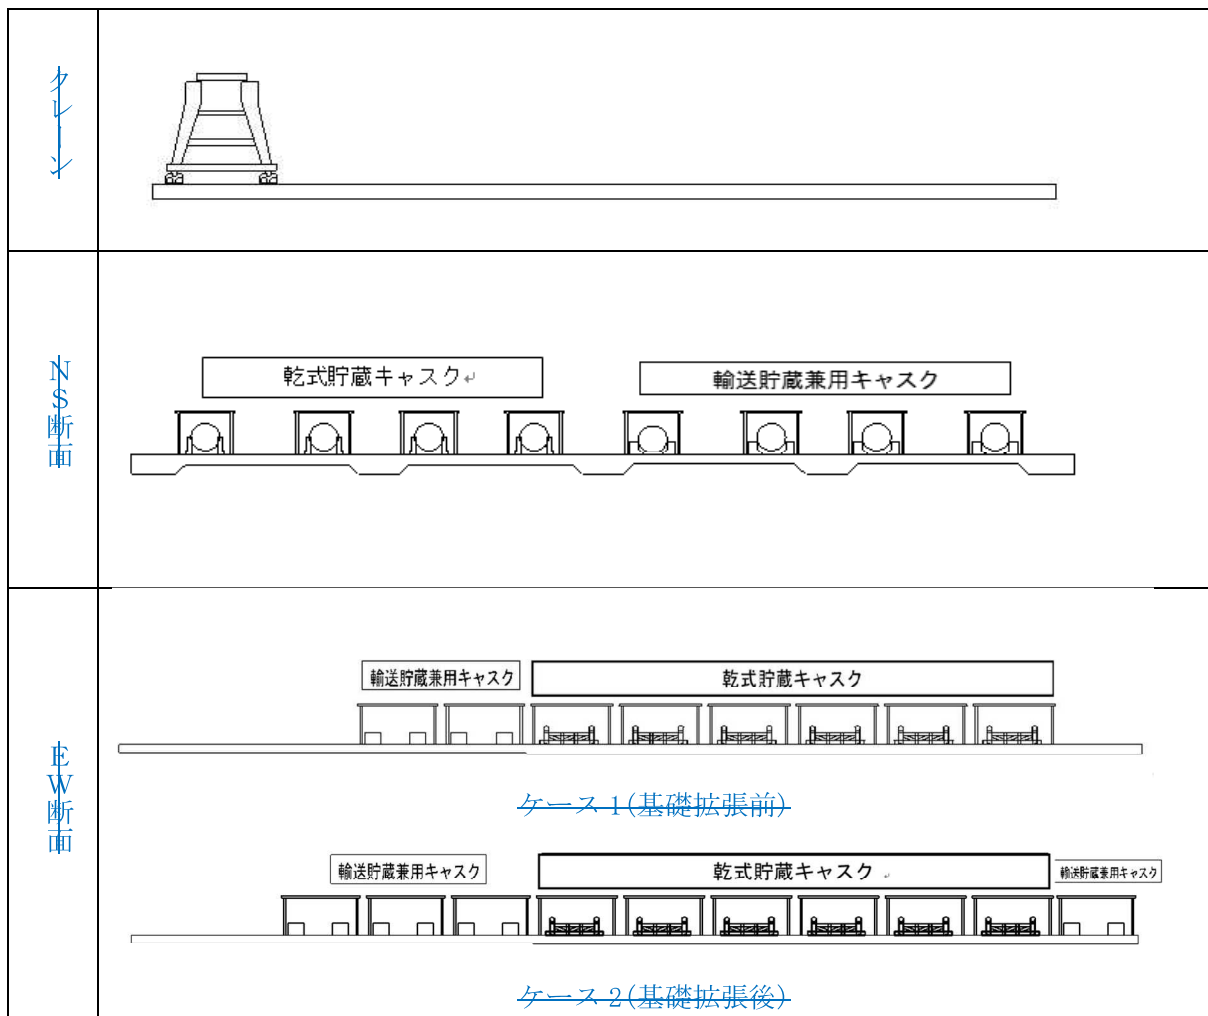 クレーン
NS断面
乾式貯蔵キャスク↵
輸送貯蔵兼用キャスク
EW断面
輸送貯蔵兼用キャスク
乾式貯蔵キャスク
ケース 1(基礎拡張前)
輸送貯蔵兼用キャスク
乾式貯蔵キャスク
輸送貯蔵兼用キャスク
ケース 2(基礎拡張後)